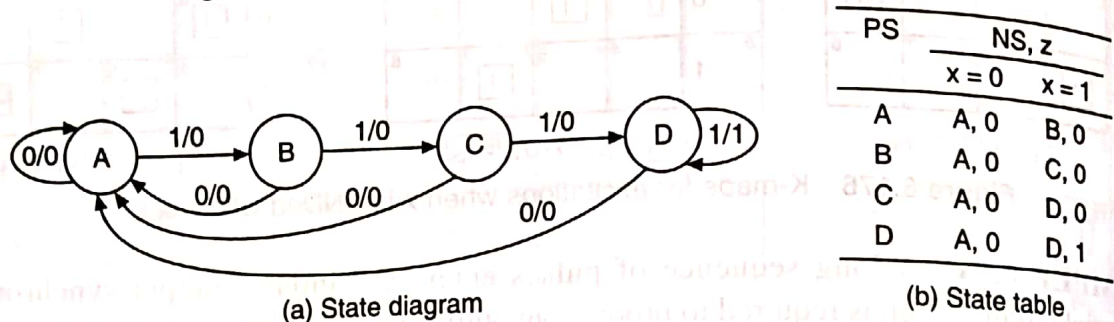 PS NS, z
x = 0 x = 1
A A, 0 B, 0
B A, 0 C, 0
C A, 0 D, 0
D A, 0 D, 1
0/0 A 1/0 B 1/0 C 1/0 D 1/1
0/0 0/0 0/0
(a) State diagram
(b) State table